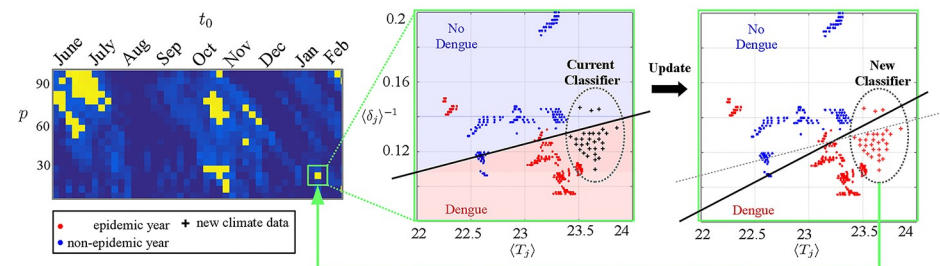 t₀
June July Aug Sep Oct Nov Dec Jan Feb
90
p
60
30
epidemic year
non-epidemic year
new climate data
0.2
0.16
⟨δⱼ⟩⁻¹
0.12
No
Dengue
Current
Classifier
Dengue
22 22.5 23 23.5 24
⟨Tⱼ⟩
Update
No
Dengue
New
Classifier
Dengue
22 22.5 23 23.5 24
⟨Tⱼ⟩